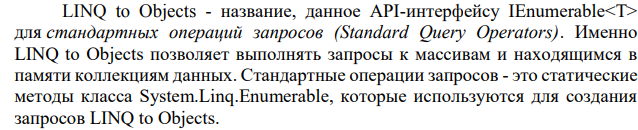 LINQ to Objects - название, данное API-интерфейсу IEnumerable<T>
для стандартных операций запросов (Standard Query Operators). Именно
LINQ to Objects позволяет выполнять запросы к массивам и находящимся в
памяти коллекциям данных. Стандартные операции запросов - это статические
методы класса System.Linq.Enumerable, которые используются для создания
запросов LINQ to Objects.